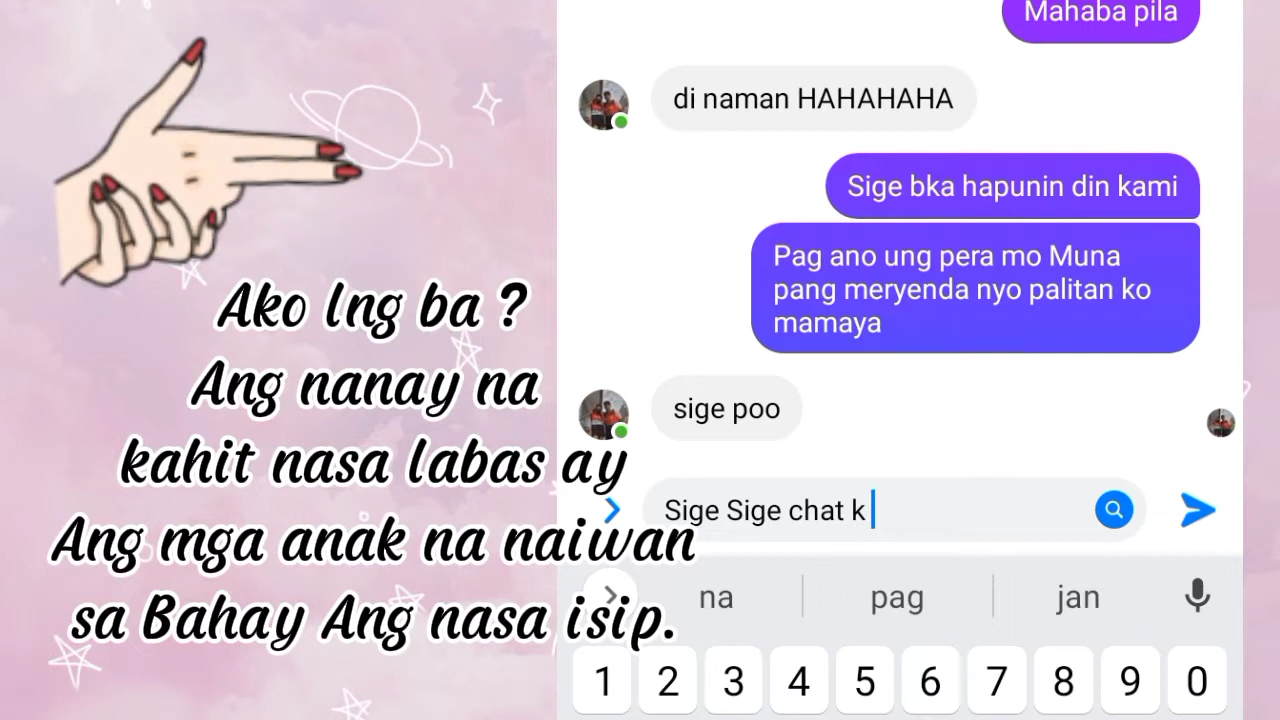 Ako lng ba ?
Ang nanay na
kahit nasa labas ay
Ang mga anak na naiwan
sa Bahay Ang nasa isip.
Mahaba pila
di naman HAHAHAHA
Sige bka hapunin din kami
Pag ano ung pera mo Muna
pang meryenda nyo palitan ko
mamaya
sige poo
Sige Sige chat k
na pag jan
1 2 3 4 5 6 7 8 9 0